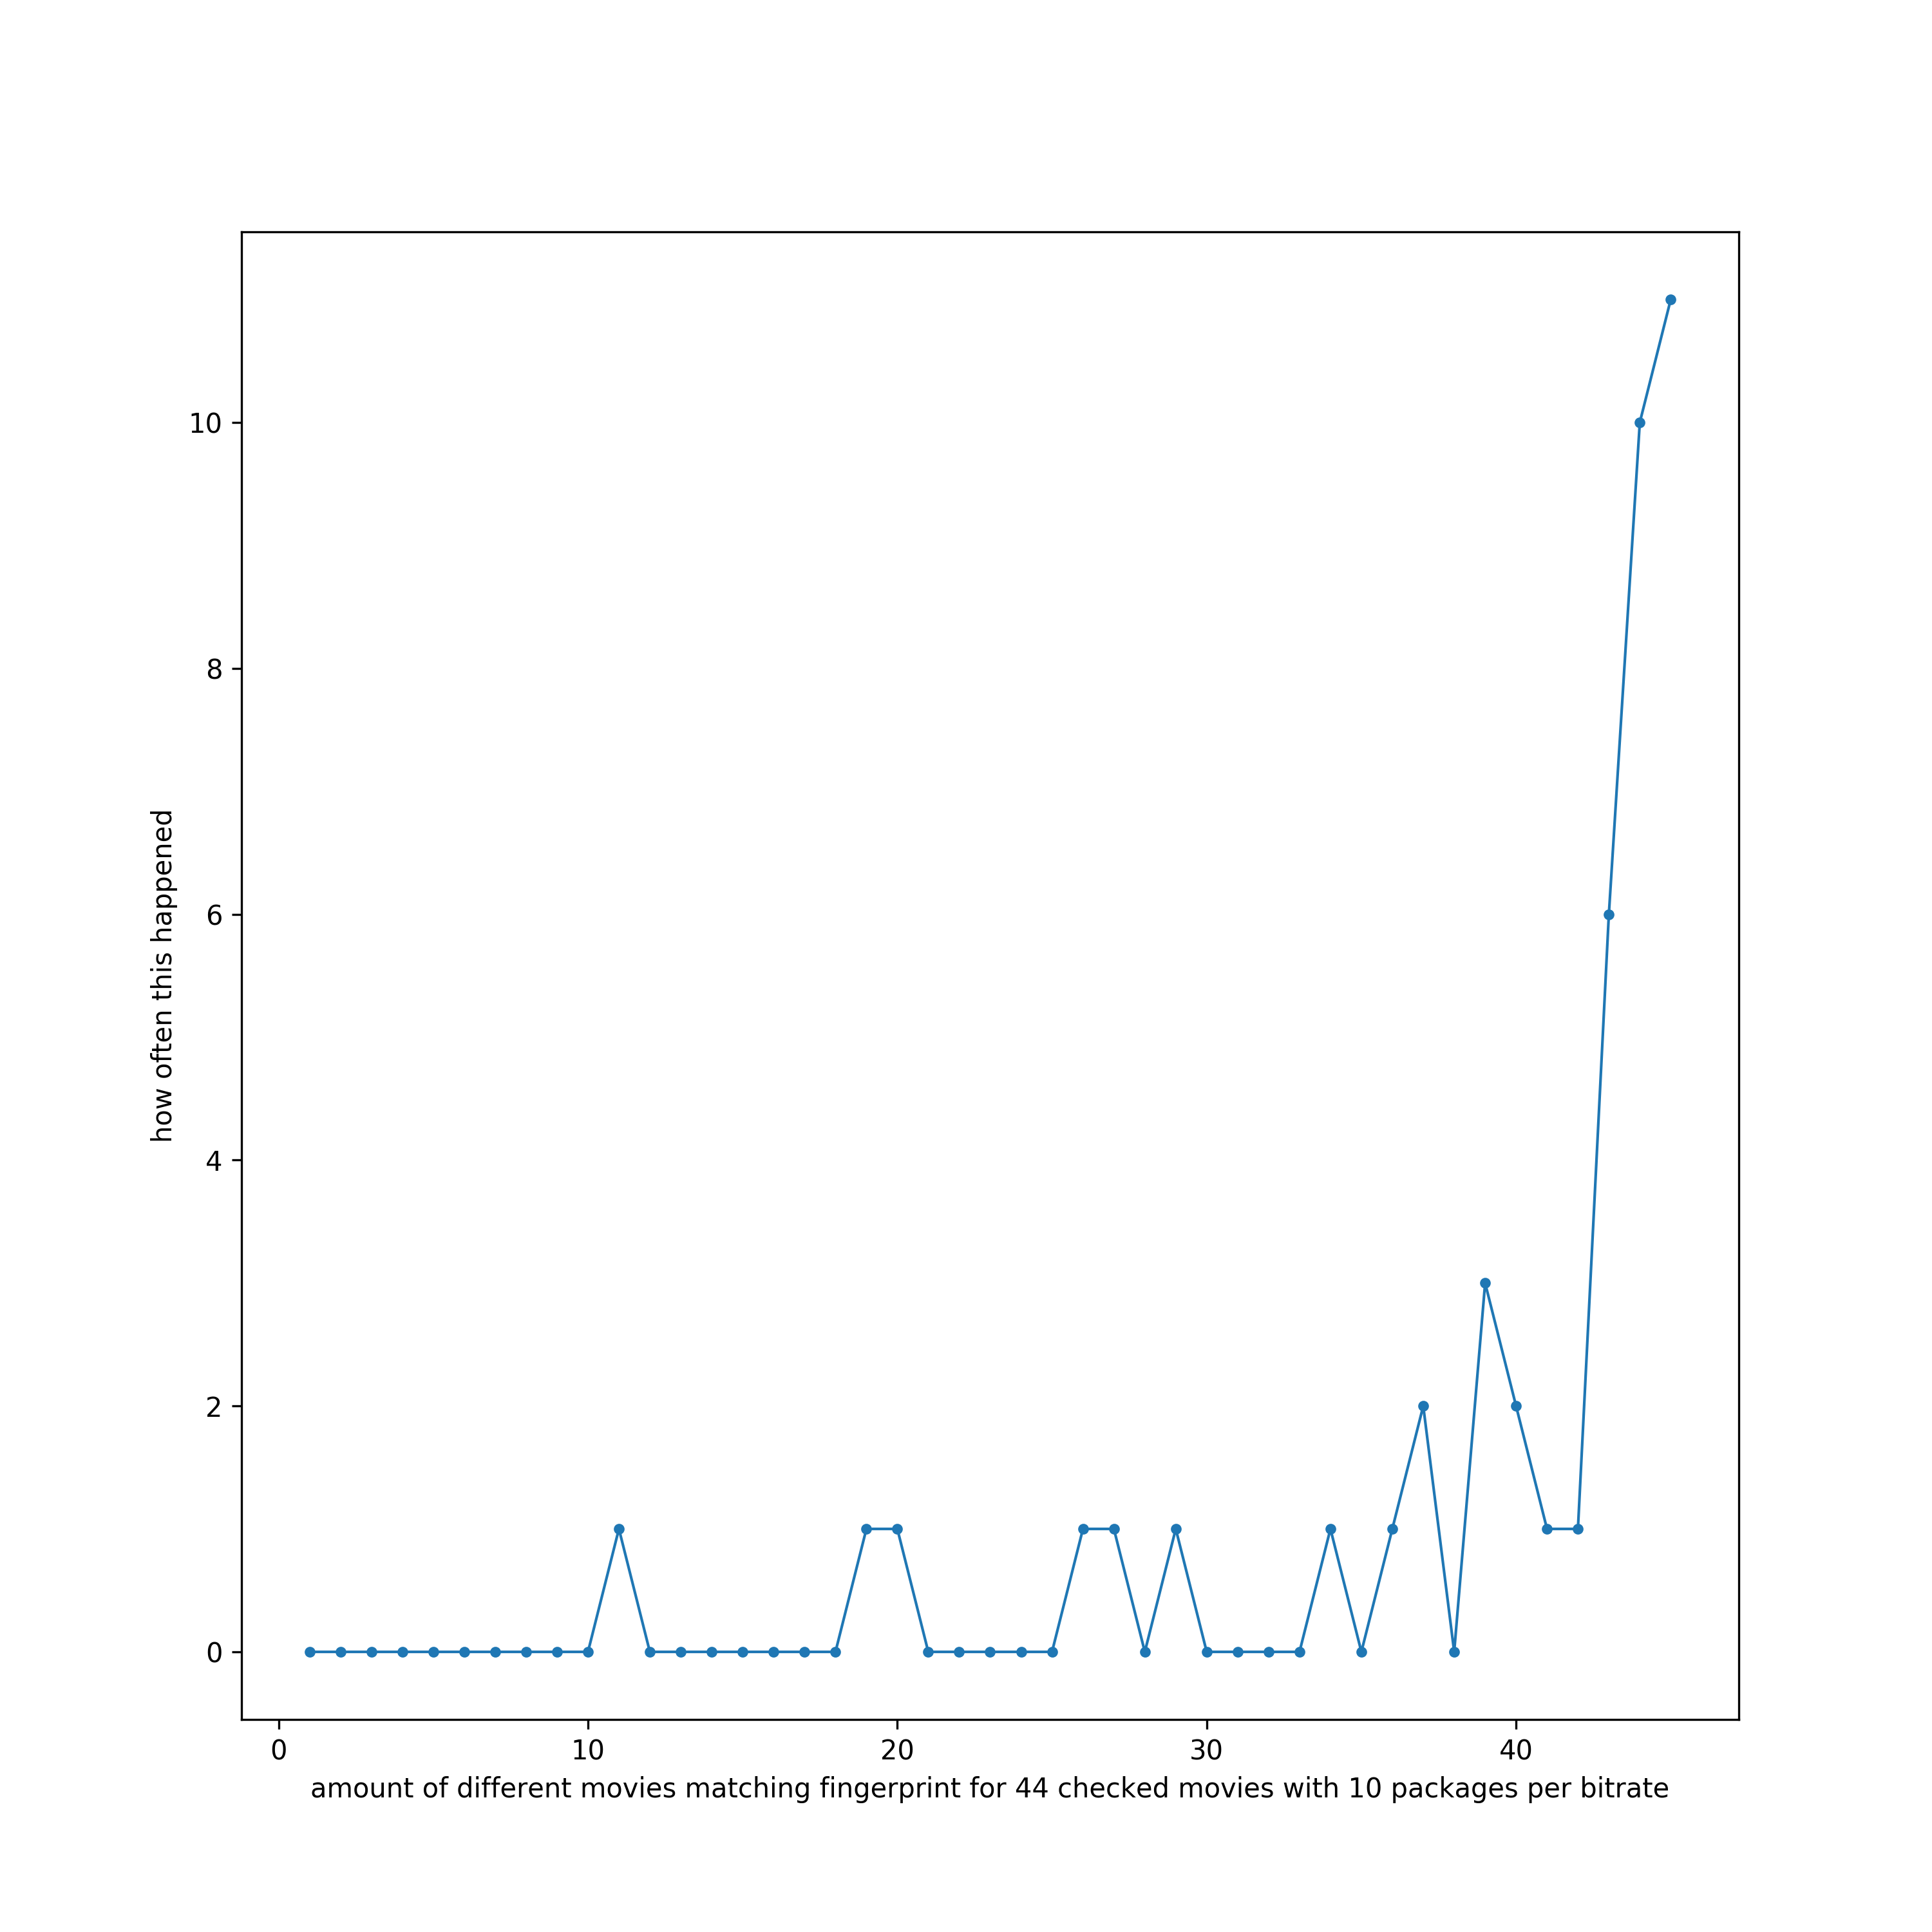 10
8
6
4
2
0
how often this happened
0 10 20 30 40
amount of different movies matching fingerprint for 44 checked movies with 10 packages per bitrate